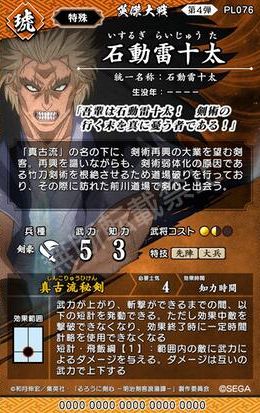 琥
特殊
英傑大戦
第4弾
PL076
いするぎ らいじゅう た
石動雷十太
統一名称：石動雷十太
生没年：----
「吾輩は石動雷十太！ 剣術の
行く末を真に憂う者である！」
「真古流」の名の下に、剣術再興の大業を望む剣
客。再興を謳いながらも、剣術弱体化の原因であ
る竹刀剣術を根絶させるため道場破りを行ってお
り、その際に訪れた前川道場で剣心と出会う。
兵種
武力
知力
武将コスト
剣豪
5
3
特技
先陣
大兵
しんこりゅうひけん
真古流秘剣
必要士気
4
効果時間
知力時間
効果範囲
武力が上がり、斬撃ができるまでの間、以
下の短計を発動できる。ただし効果中敵を
撃破できなくなり、効果終了時に一定時間
計略を使用できなくなる
短計・飛飯綱【1】：範囲内の敵に武力に
よるダメージを与える。ダメージは互いの
武力で上下する
©和月伸宏／集英社・「るろうに剣心 －明治剣客浪漫譚－」製作委員会
©SEGA
0000 0000 0000 0000 0000